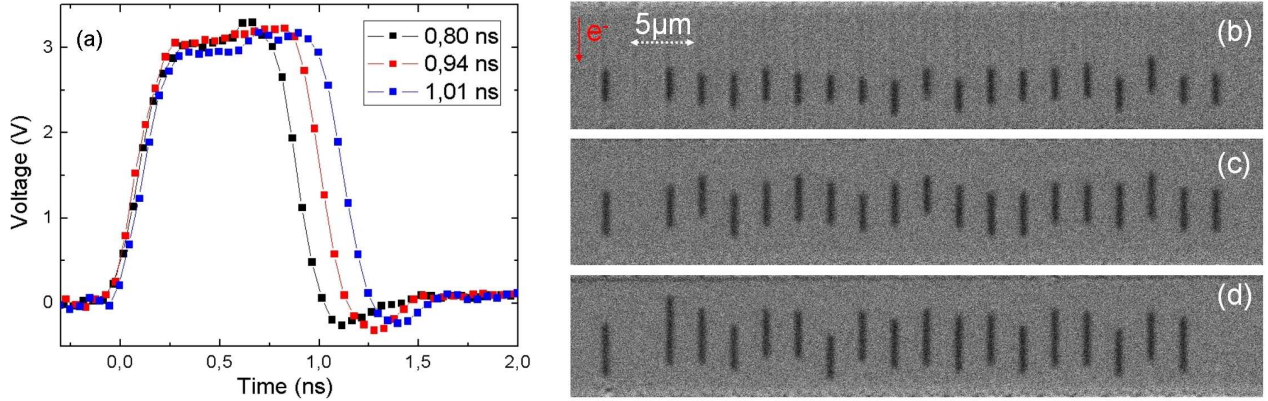 (a)
0,80 ns
0,94 ns
1,01 ns
Voltage (V)
3
2
1
0
0,0 0,5 1,0 1,5 2,0
Time (ns)
e-
5µm
(b)
(c)
(d)